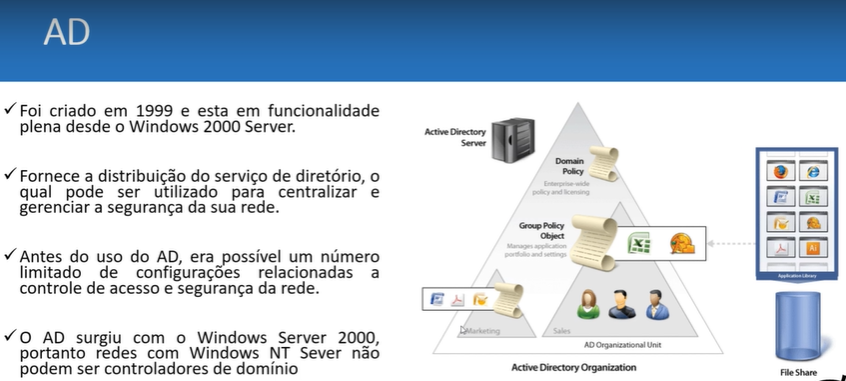 AD
✓Foi criado em 1999 e esta em funcionalidade
plena desde o Windows 2000 Server.
✓Fornece a distribuição do serviço de diretório, o
qual pode ser utilizado para centralizar e
gerenciar a segurança da sua rede.
✓Antes do uso do AD, era possível um número
limitado de configurações relacionadas a
controle de acesso e segurança da rede.
✓O AD surgiu com o Windows Server 2000,
portanto redes com Windows NT Sever não
podem ser controladores de domínio
Active Directory
Server
Domain
Policy
Enterprise-wide
policy and licensing
Group Policy
Object
Manages application
portfolio and settings
Marketing
Sales
AD Organizational Unit
Active Directory Organization
Ai
Application Library
File Share